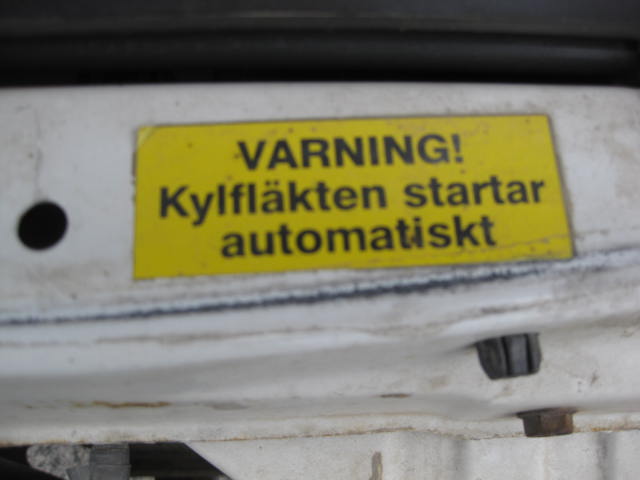 VARNING!
Kylfläkten startar
automatiskt